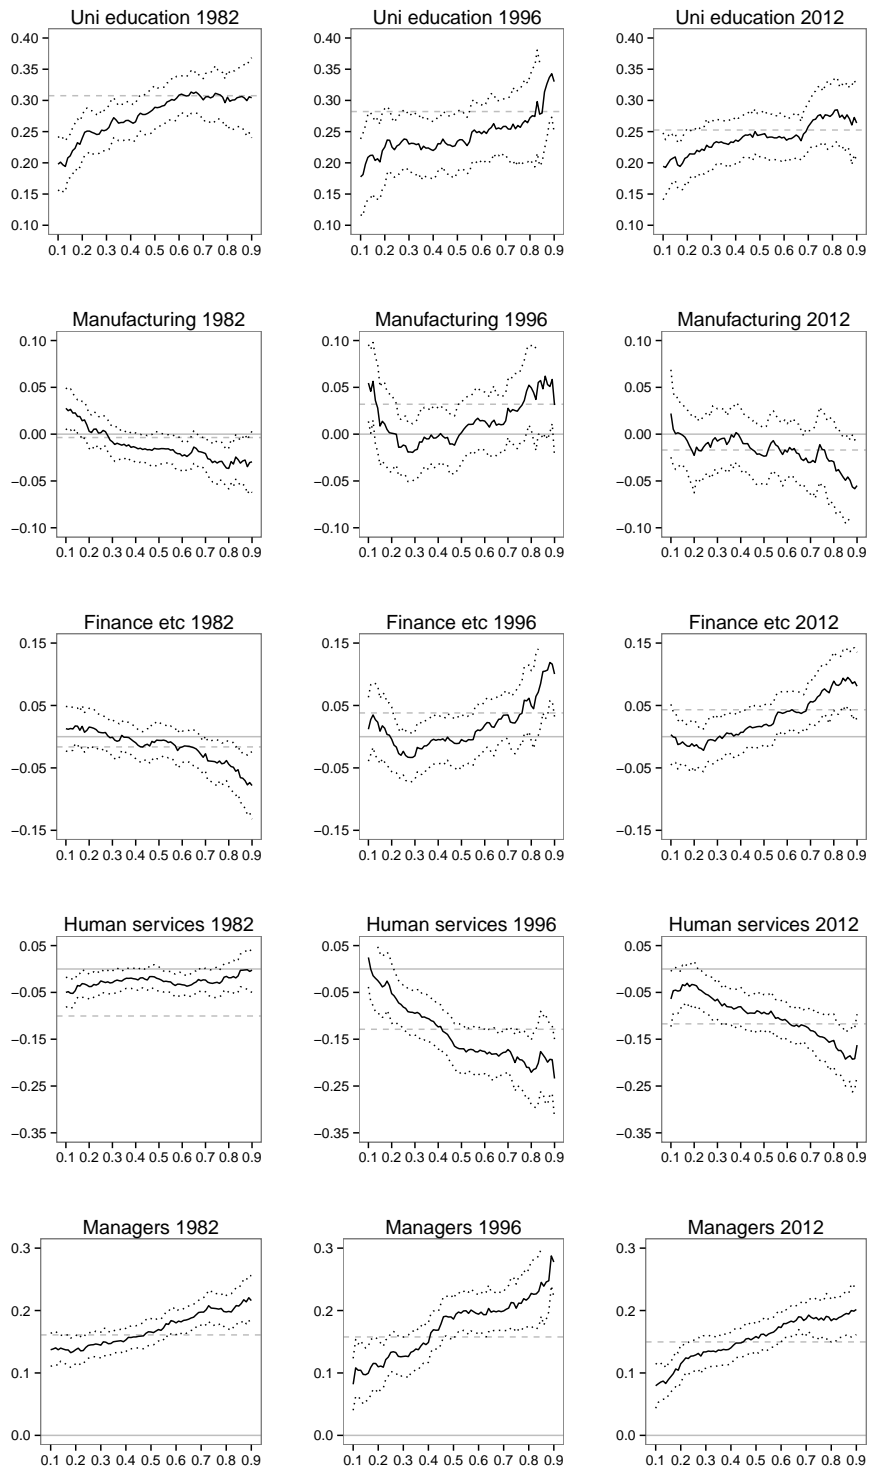 Uni education 1982
Uni education 1996
Uni education 2012
0.40
0.35
0.30
0.25
0.20
0.15
0.10
0.1 0.2 0.3 0.4 0.5 0.6 0.7 0.8 0.9
0.40
0.35
0.30
0.25
0.20
0.15
0.10
0.1 0.2 0.3 0.4 0.5 0.6 0.7 0.8 0.9
0.40
0.35
0.30
0.25
0.20
0.15
0.10
0.1 0.2 0.3 0.4 0.5 0.6 0.7 0.8 0.9
Manufacturing 1982
Manufacturing 1996
Manufacturing 2012
0.10
0.05
0.00
−0.05
−0.10
0.1 0.2 0.3 0.4 0.5 0.6 0.7 0.8 0.9
0.10
0.05
0.00
−0.05
−0.10
0.1 0.2 0.3 0.4 0.5 0.6 0.7 0.8 0.9
0.10
0.05
0.00
−0.05
−0.10
0.1 0.2 0.3 0.4 0.5 0.6 0.7 0.8 0.9
Finance etc 1982
Finance etc 1996
Finance etc 2012
0.15
0.05
−0.05
−0.15
0.1 0.2 0.3 0.4 0.5 0.6 0.7 0.8 0.9
0.15
0.05
−0.05
−0.15
0.1 0.2 0.3 0.4 0.5 0.6 0.7 0.8 0.9
0.15
0.05
−0.05
−0.15
0.1 0.2 0.3 0.4 0.5 0.6 0.7 0.8 0.9
Human services 1982
Human services 1996
Human services 2012
0.05
−0.05
−0.15
−0.25
−0.35
0.1 0.2 0.3 0.4 0.5 0.6 0.7 0.8 0.9
0.05
−0.05
−0.15
−0.25
−0.35
0.1 0.2 0.3 0.4 0.5 0.6 0.7 0.8 0.9
0.05
−0.05
−0.15
−0.25
−0.35
0.1 0.2 0.3 0.4 0.5 0.6 0.7 0.8 0.9
Managers 1982
Managers 1996
Managers 2012
0.3
0.2
0.1
0.0
0.1 0.2 0.3 0.4 0.5 0.6 0.7 0.8 0.9
0.3
0.2
0.1
0.0
0.1 0.2 0.3 0.4 0.5 0.6 0.7 0.8 0.9
0.3
0.2
0.1
0.0
0.1 0.2 0.3 0.4 0.5 0.6 0.7 0.8 0.9